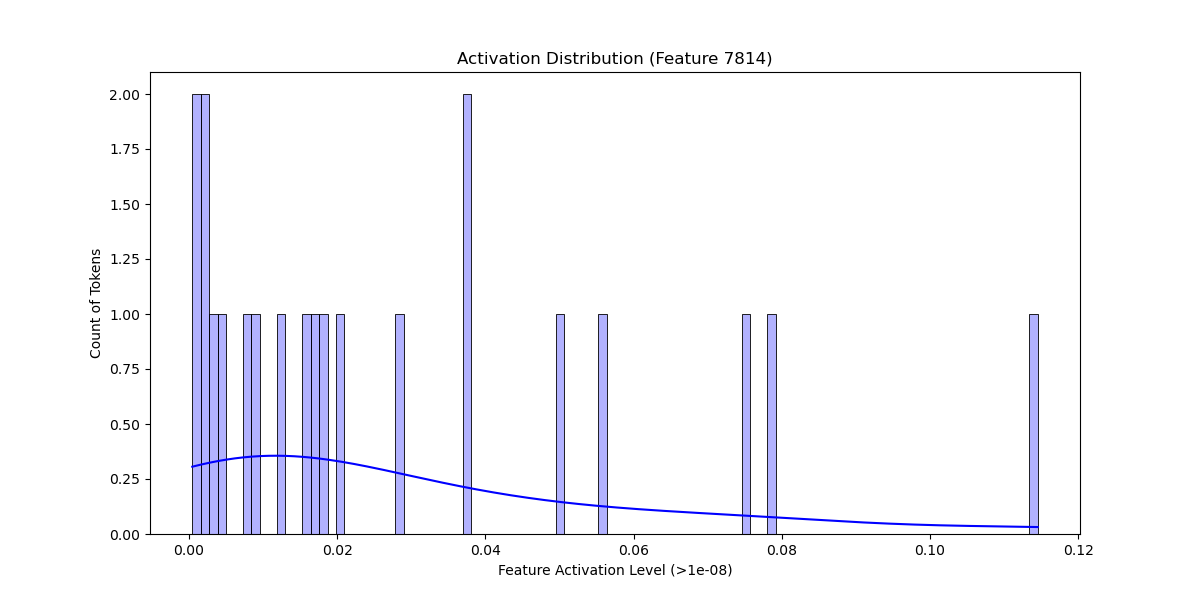 Activation Distribution (Feature 7814)
2.00
1.75
1.50
1.25
1.00
0.75
0.50
0.25
0.00
Count of Tokens
0.00 0.02 0.04 0.06 0.08 0.10 0.12
Feature Activation Level (>1e-08)